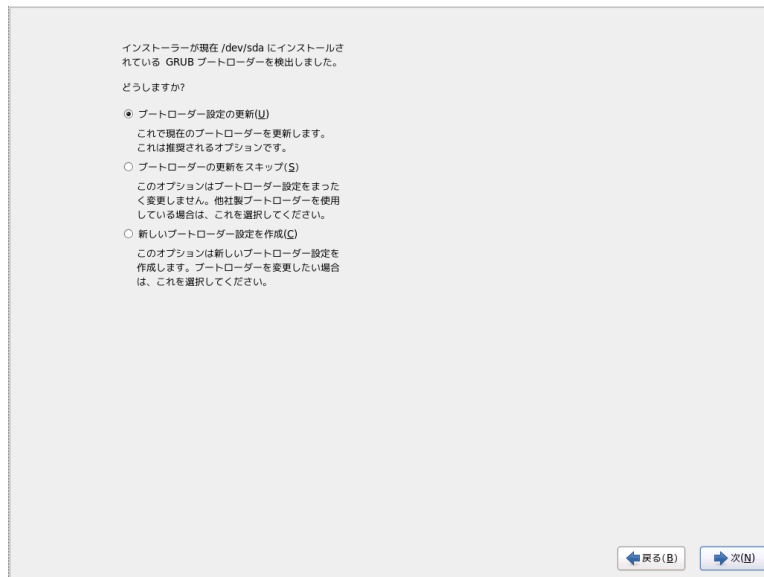 インストーラーが現在 /dev/sda にインストールさ
れている GRUB ブートローダーを検出しました。
どうしますか?
ブートローダー設定の更新(U)
これで現在のブートローダーを更新します。
これは推奨されるオプションです。
ブートローダーの更新をスキップ(S)
このオプションはブートローダー設定をまった
く変更しません。他社製ブートローダーを使用
している場合は、これを選択してください。
新しいブートローダー設定を作成(C)
このオプションは新しいブートローダー設定を
作成します。ブートローダーを変更したい場合
は、これを選択してください。
戻る(B) 次(N)